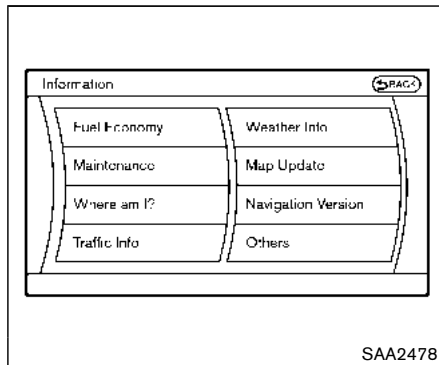 Information
BACK
Fuel Economy
Weather Info
Maintenance
Map Update
Where am I?
Navigation Version
Traffic Info
Others
SAA2478